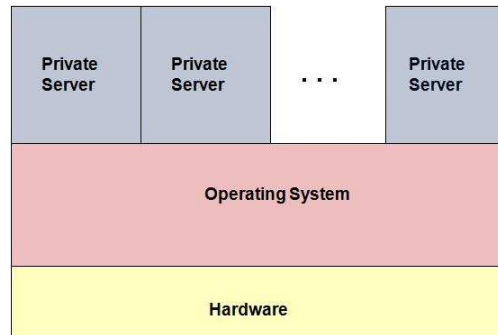 Private
Server
Private
Server
. . .
Private
Server
Operating System
Hardware